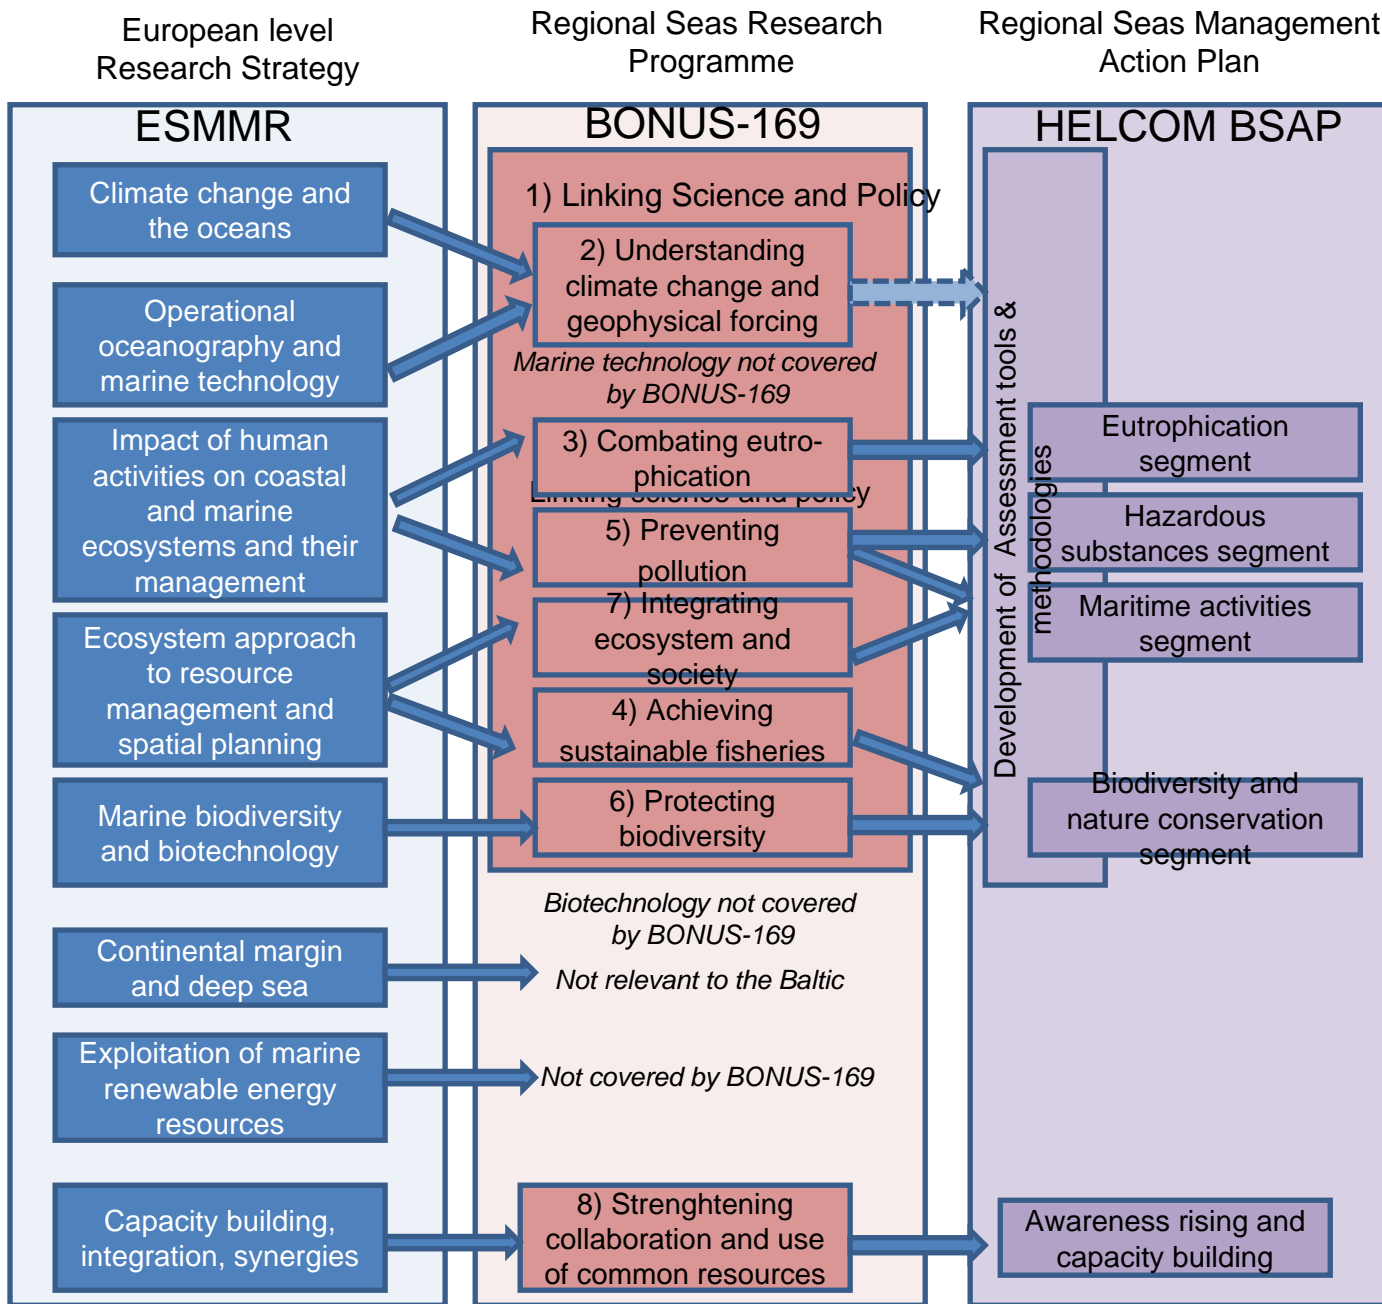 European level
Research Strategy
Regional Seas Research
Programme
Regional Seas Management
Action Plan
ESMMR
Climate change and
the oceans
Operational
oceanography and
marine technology
Impact of human
activities on coastal
and marine
ecosystems and their
management
Ecosystem approach
to resource
management and
spatial planning
Marine biodiversity
and biotechnology
Continental margin
and deep sea
Exploitation of marine
renewable energy
resources
Capacity building,
integration, synergies
BONUS-169
1) Linking Science and Policy
2) Understanding
climate change and
geophysical forcing
Marine technology not covered
by BONUS-169
3) Combating eutro-
phication
Linking science and policy
5) Preventing
pollution
7) Integrating
ecosystem and
society
4) Achieving
sustainable fisheries
6) Protecting
biodiversity
Biotechnology not covered
by BONUS-169
Not relevant to the Baltic
Not covered by BONUS-169
8) Strenghtening
collaboration and use
of common resources
HELCOM BSAP
Development of Assessment tools &
methodologies
Eutrophication
segment
Hazardous
substances segment
Maritime activities
segment
Biodiversity and
nature conservation
segment
Awareness rising and
capacity building